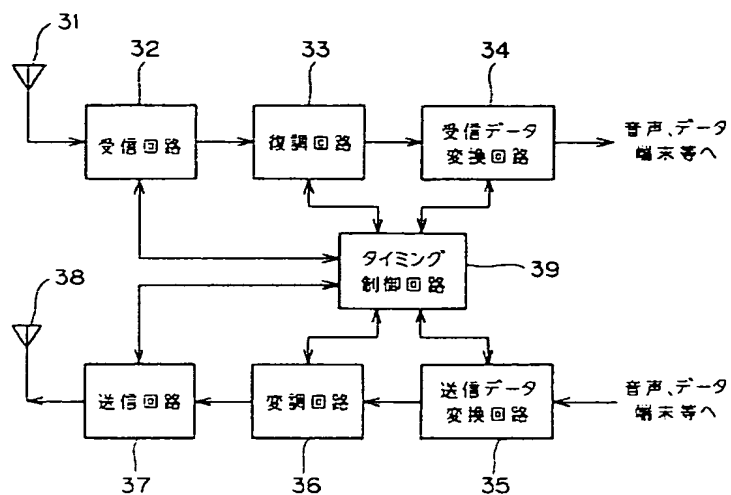 31
32
33
34
受信回路
復調回路
受信データ
変換回路
音声、データ
端末等へ
タイミング
制御回路
39
38
送信回路
変調回路
送信データ
変換回路
音声、データ
端末等へ
37
36
35